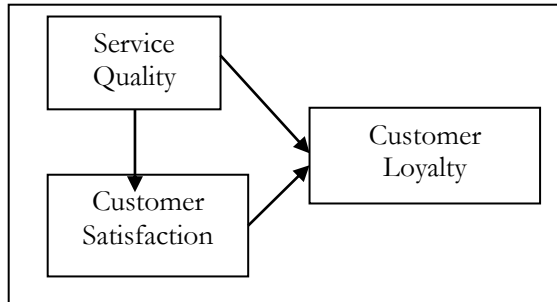 Service
Quality
Customer
Loyalty
Customer
Satisfaction